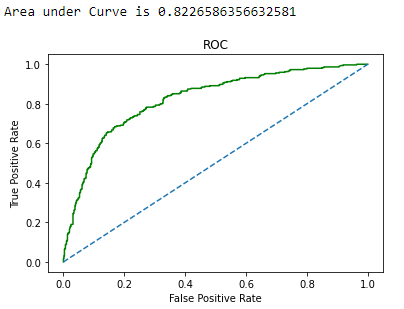 Area under Curve is 0.8226586356632581
ROC
True Positive Rate
1.0
0.8
0.6
0.4
0.2
0.0
0.0 0.2 0.4 0.6 0.8 1.0
False Positive Rate